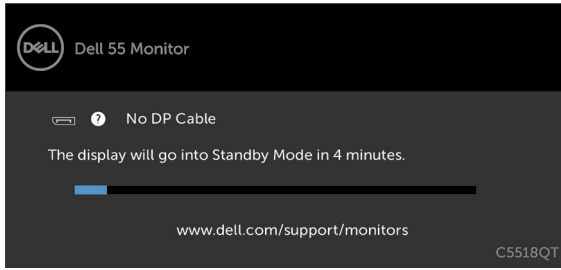 DELL
Dell 55 Monitor
? No DP Cable
The display will go into Standby Mode in 4 minutes.
www.dell.com/support/monitors
C5518QT